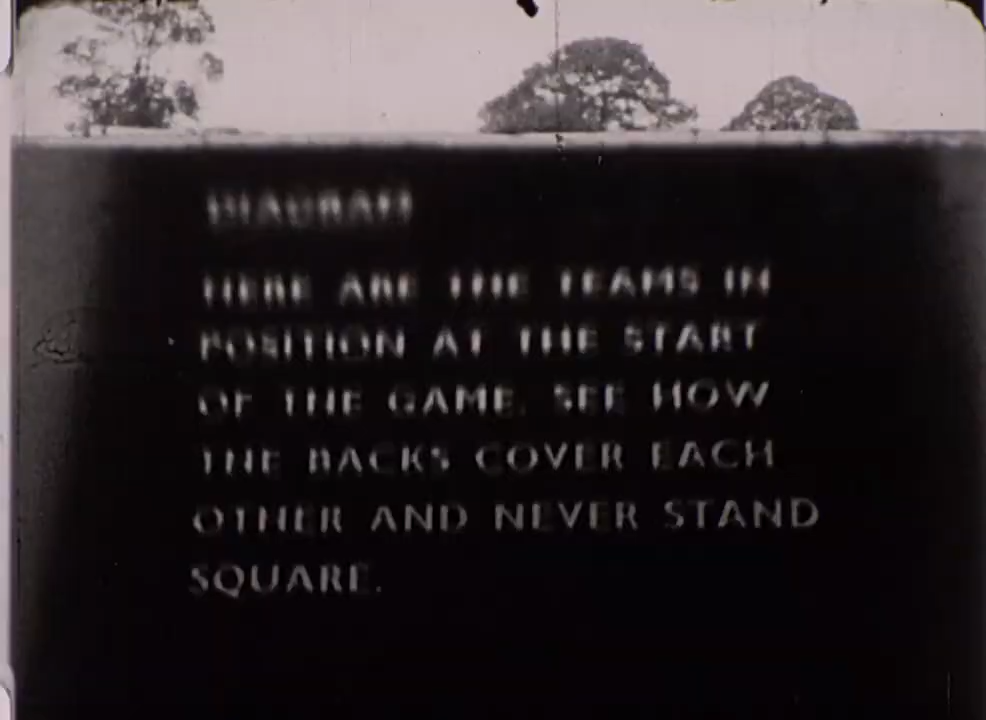 DIAGRAM
HERE ARE THE TEAMS IN
POSITION AT THE START
OF THE GAME. SEE HOW
THE BACKS COVER EACH
OTHER AND NEVER STAND
SQUARE.